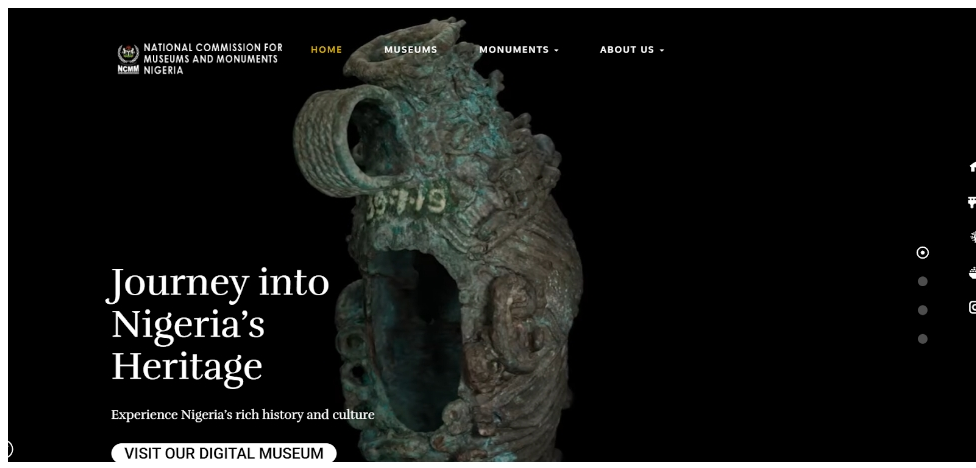 NATIONAL COMMISSION FOR
MUSEUMS AND MONUMENTS
NIGERIA
NCMM
HOME
MUSEUMS
MONUMENTS
ABOUT US
39·1·19
Journey into
Nigeria’s
Heritage
Experience Nigeria’s rich history and culture
VISIT OUR DIGITAL MUSEUM